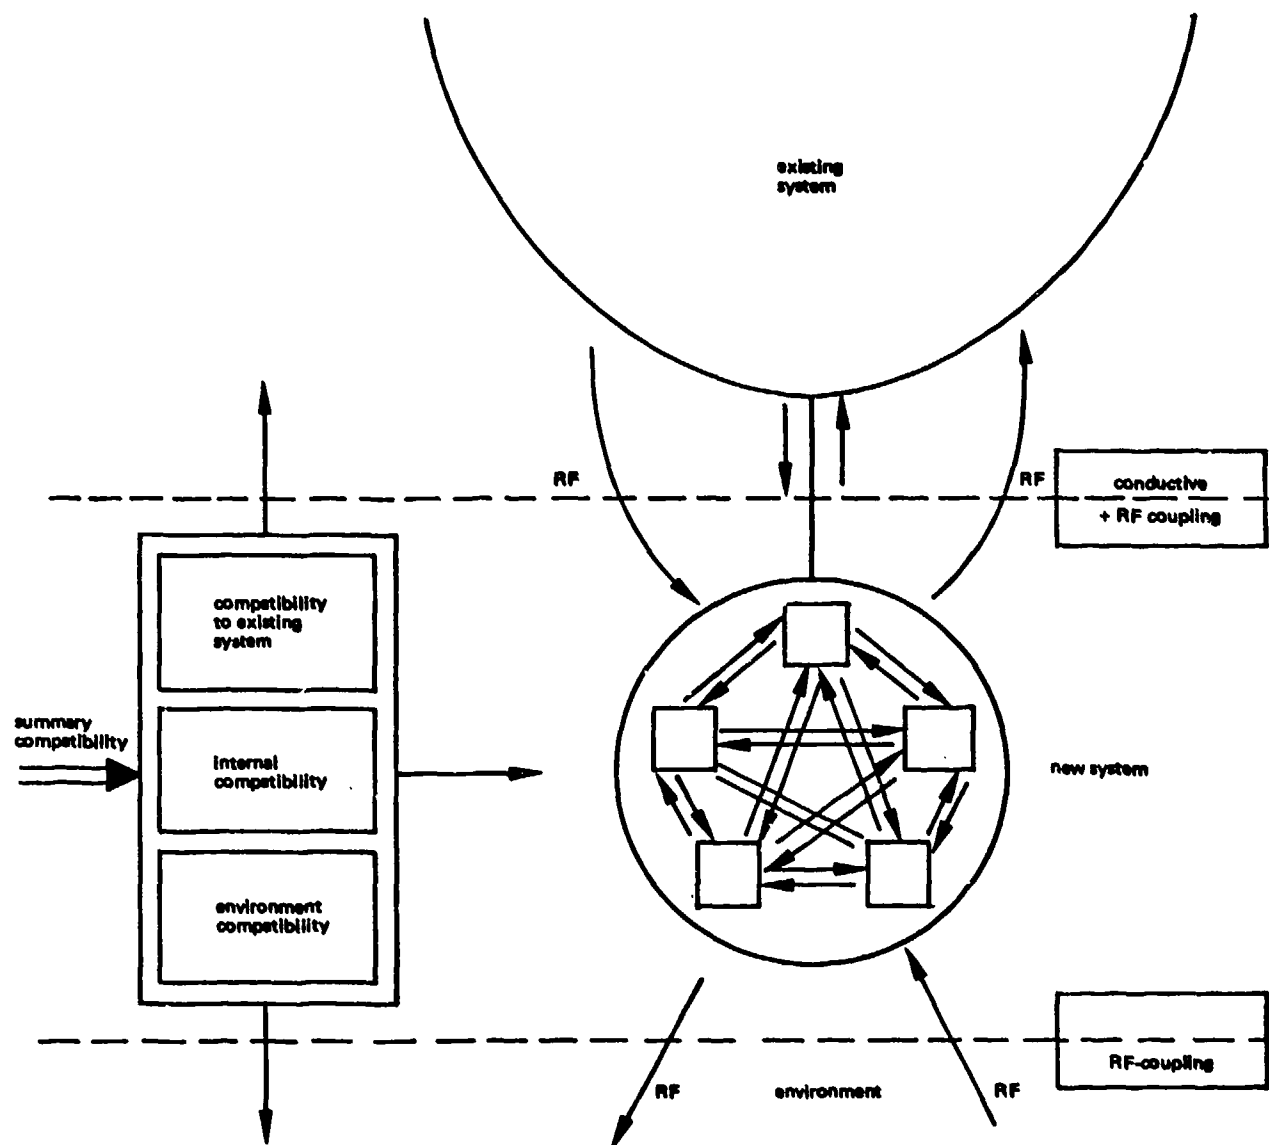 existing
system
RF
RF
conductive
+ RF coupling
compatibility
to existing
system
summary
compatibility
internal
compatibility
new system
environment
compatibility
RF-coupling
RF
environment
RF